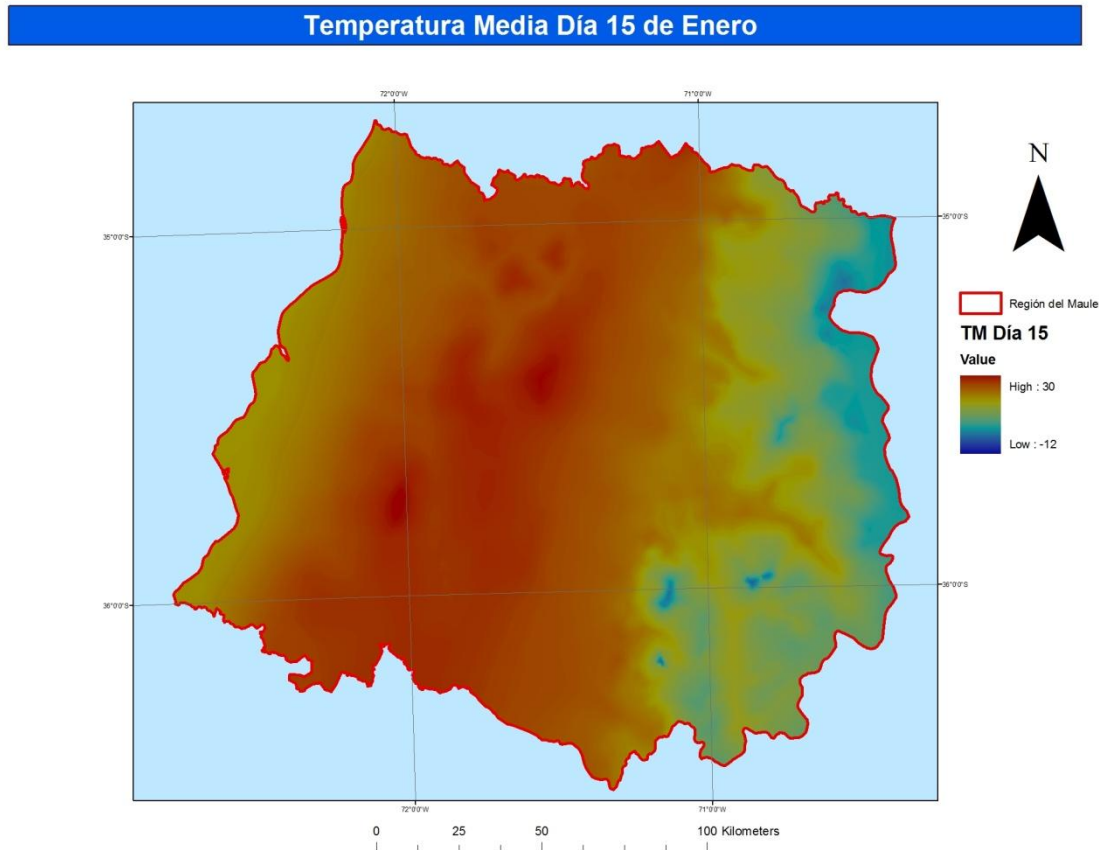 Temperatura Media Día 15 de Enero
72°0'0"W
71°0'0"W
N
35°0'0"S
35°0'0"S
Región del Maule
TM Día 15
Value
High : 30
Low : -12
36°0'0"S
36°0'0"S
72°0'0"W
71°0'0"W
0
25
50
100 Kilometers